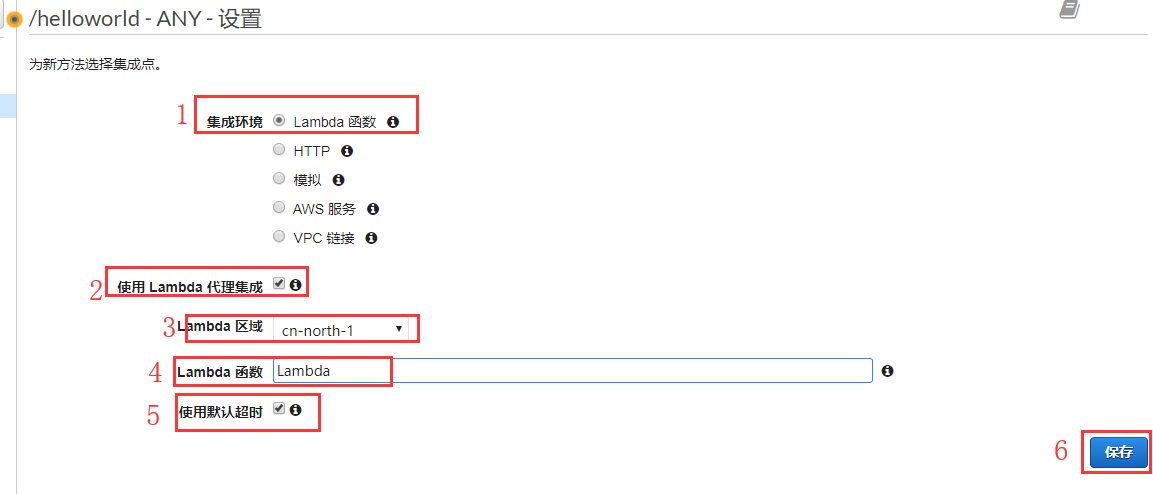 /helloworld - ANY - 设置
为新方法选择集成点。
1 集成环境 Lambda 函数
HTTP
模拟
AWS 服务
VPC 链接
2 使用 Lambda 代理集成
3 Lambda 区域 cn-north-1
4 Lambda 函数 Lambda
5 使用默认超时
6 保存